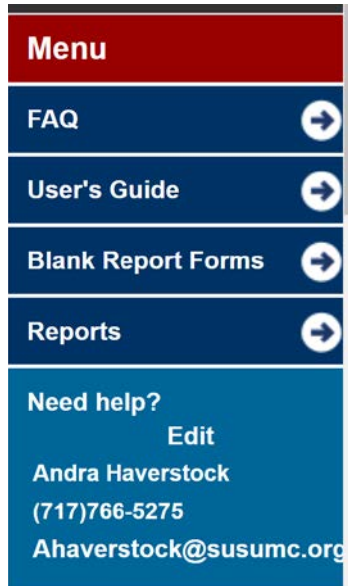 Menu
FAQ
User's Guide
Blank Report Forms
Reports
Need help?
Edit
Andra Haverstock
(717)766-5275
Ahaverstock@susumc.org